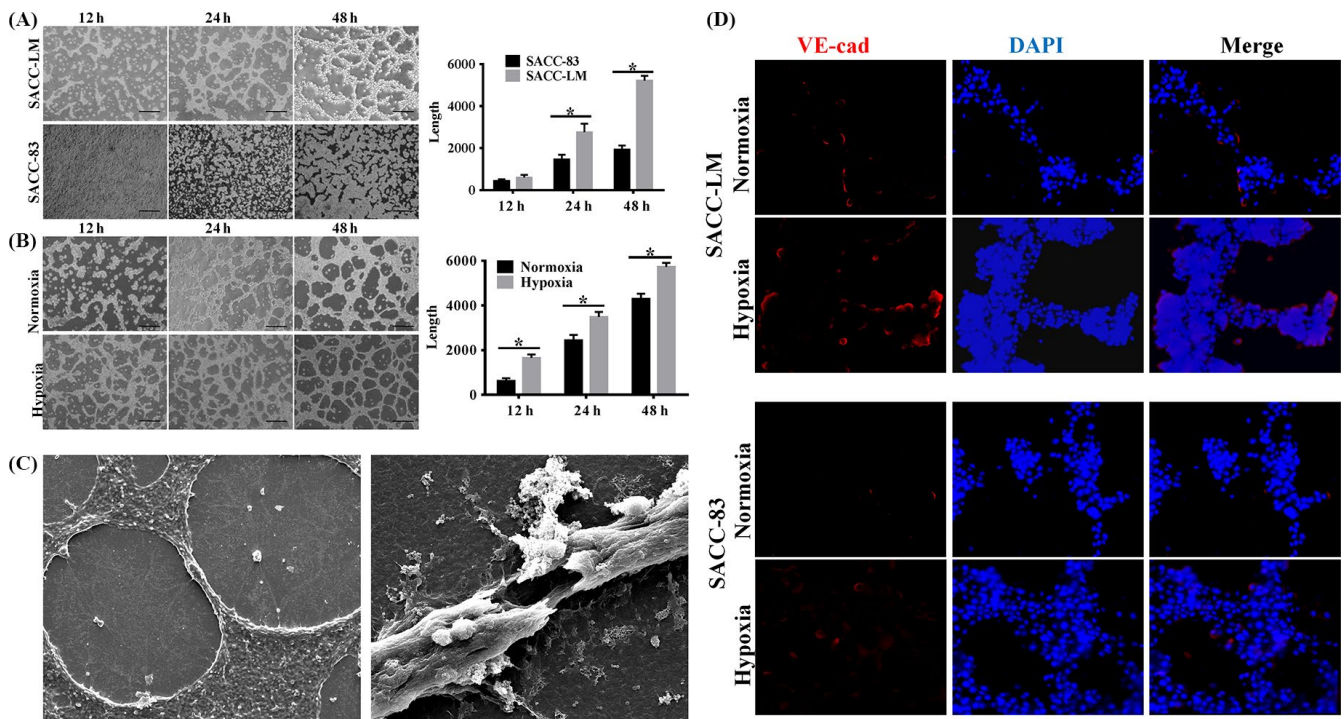 (A)
12 h 24 h 48 h
SACC-LM
SACC-83
6000
4000
2000
0
Length
SACC-83
SACC-LM
*
*
12 h 24 h 48 h
(B)
12 h 24 h 48 h
Normoxia
Hypoxia
6000
4000
2000
0
Length
Normoxia
Hypoxia
*
*
*
12 h 24 h 48 h
(C)
(D)
VE-cad DAPI Merge
SACC-LM
Normoxia
Hypoxia
SACC-83
Normoxia
Hypoxia